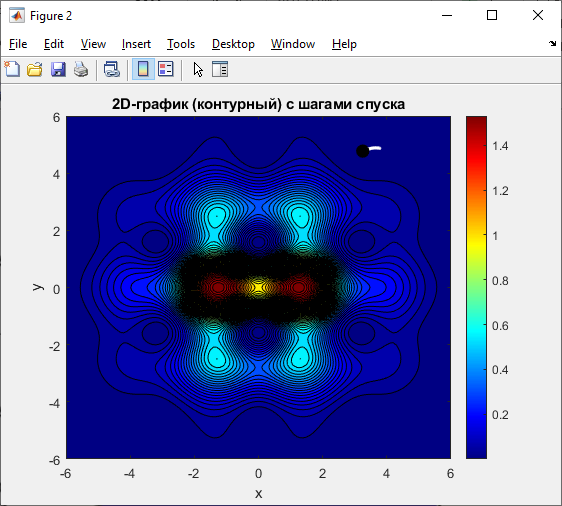 Figure 2
File Edit View Insert Tools Desktop Window Help
2D-график (контурный) с шагами спуска
6
4
2
0
-2
-4
-6
y
-6 -4 -2 0 2 4 6
x
1.4
1.2
1
0.8
0.6
0.4
0.2